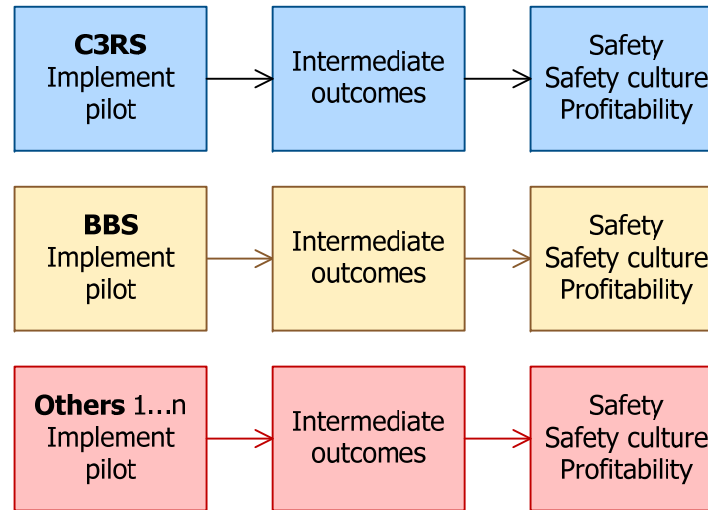 C3RS
Implement
pilot
Intermediate
outcomes
Safety
Safety culture
Profitability
BBS
Implement
pilot
Intermediate
outcomes
Safety
Safety culture
Profitability
Others 1...n
Implement
pilot
Intermediate
outcomes
Safety
Safety culture
Profitability